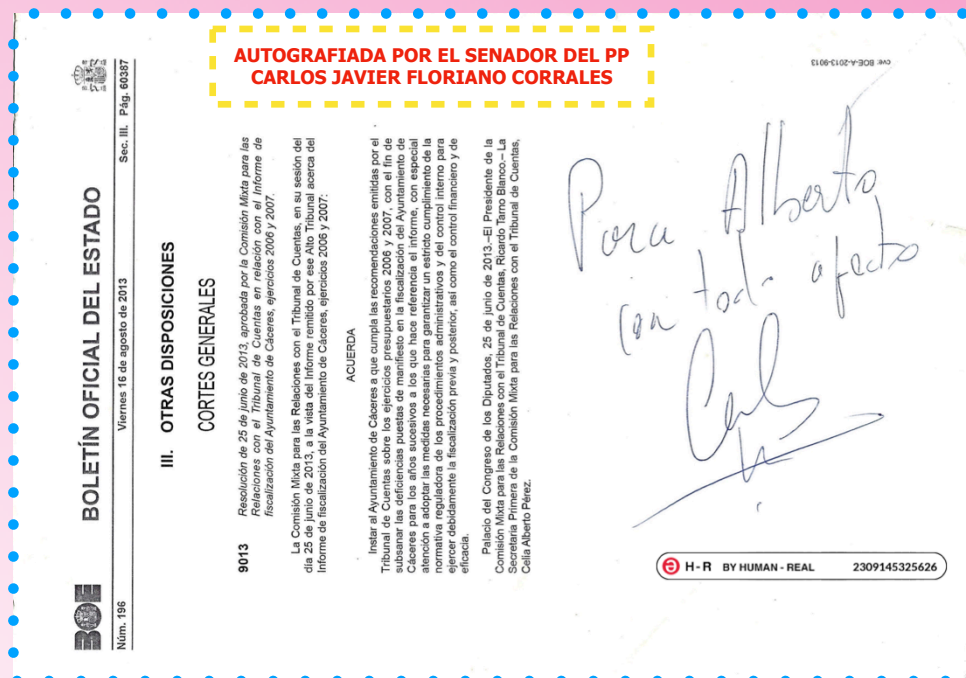 AUTOGRAFIADA POR EL SENADOR DEL PP
CARLOS JAVIER FLORIANO CORRALES
BOE
BOLETÍN OFICIAL DEL ESTADO
Núm. 196
Viernes 16 de agosto de 2013
Sec. III. Pág. 60387
III. OTRAS DISPOSICIONES
CORTES GENERALES
9013
Resolución de 25 de junio de 2013, aprobada por la Comisión Mixta para las
Relaciones con el Tribunal de Cuentas en relación con el Informe de
fiscalización del Ayuntamiento de Cáceres, ejercicios 2006 y 2007.
La Comisión Mixta para las Relaciones con el Tribunal de Cuentas, en su sesión del
día 25 de junio de 2013, a la vista del Informe remitido por ese Alto Tribunal acerca del
Informe de fiscalización del Ayuntamiento de Cáceres, ejercicios 2006 y 2007:
ACUERDA
Instar al Ayuntamiento de Cáceres a que cumpla las recomendaciones emitidas por el
Tribunal de Cuentas sobre los ejercicios presupuestarios 2006 y 2007, con el fin de
subsanar las deficiencias puestas de manifiesto en la fiscalización del Ayuntamiento de
Cáceres para los años sucesivos a los que hace referencia el informe, con especial
atención a adoptar las medidas necesarias para garantizar un estricto cumplimiento de la
normativa reguladora de los procedimientos administrativos y del control interno para
ejercer debidamente la fiscalización previa y posterior, así como el control financiero y de
eficacia.
Palacio del Congreso de los Diputados, 25 de junio de 2013.–El Presidente de la
Comisión Mixta para las Relaciones con el Tribunal de Cuentas, Ricardo Tarno Blanco.–La
Secretaria Primera de la Comisión Mixta para las Relaciones con el Tribunal de Cuentas,
Celia Alberto Pérez.
cve: BOE-A-2013-9013
Para Alberto
con todo afecto
H-R BY HUMAN-REAL 2309145325626